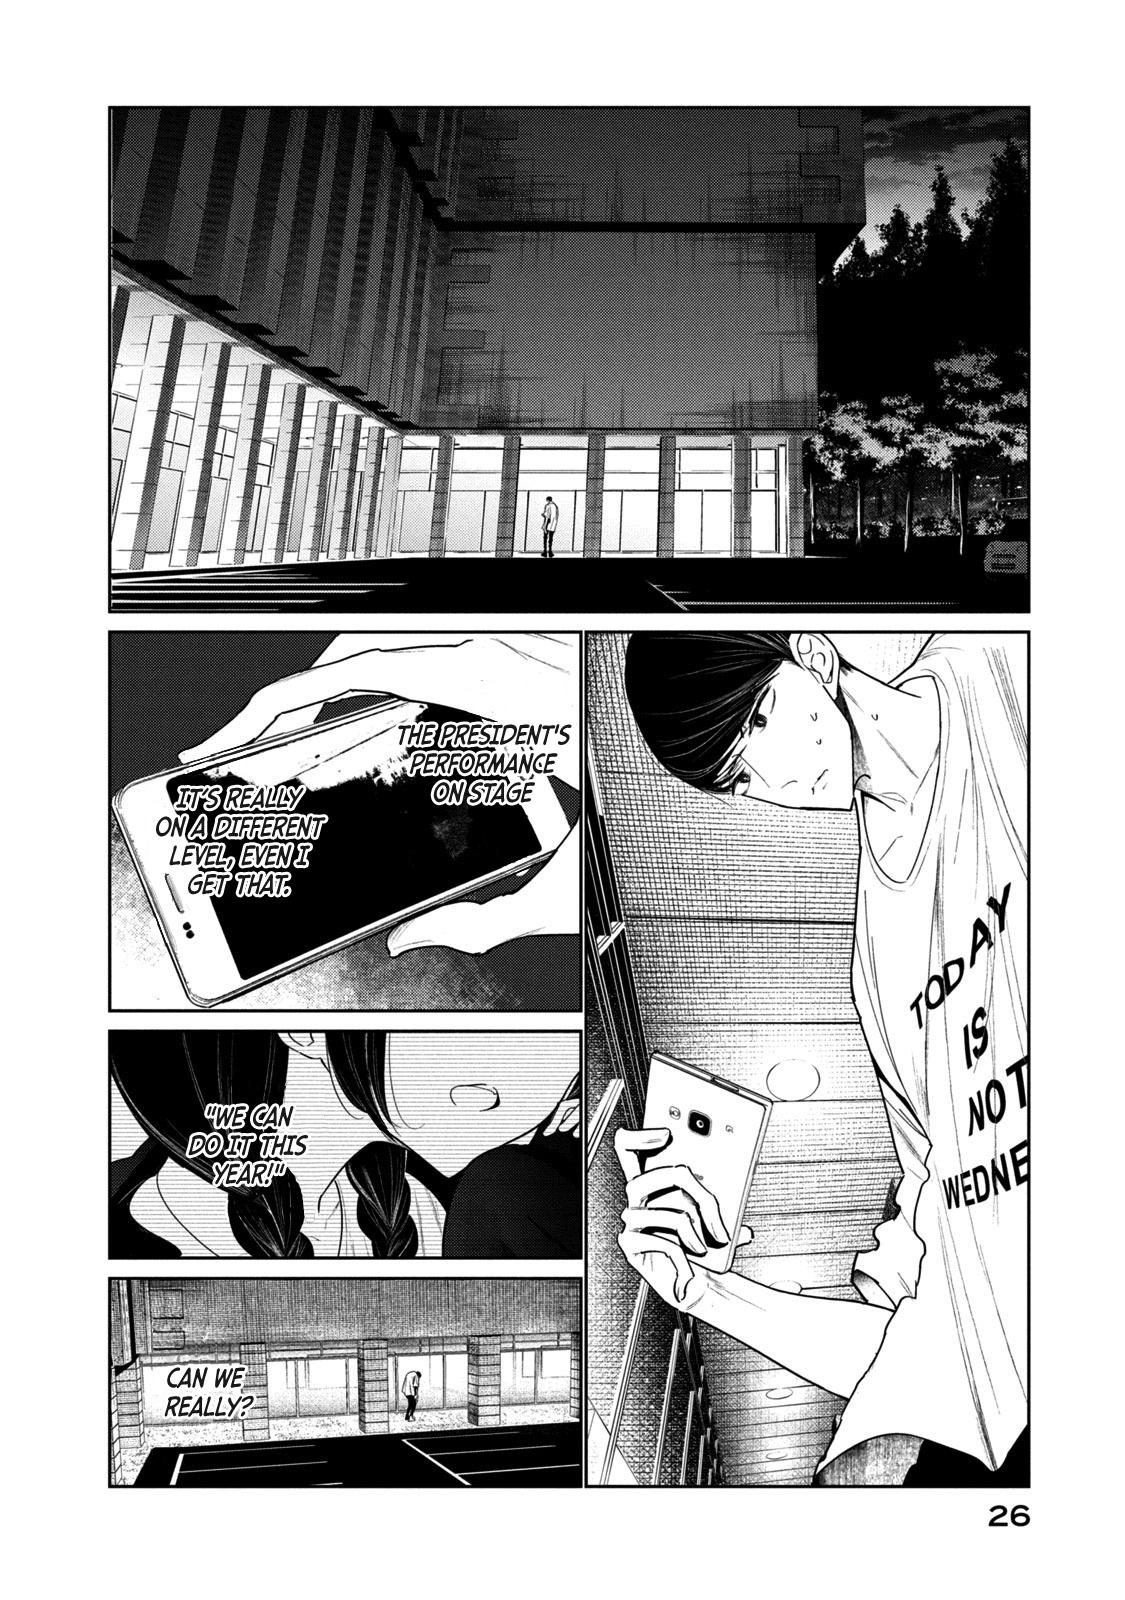 TODAY
IS
NOT
WEDNE
THE PRESIDENT'S
PERFORMANCE
ON STAGE
IT'S REALLY
ON A DIFFERENT
LEVEL, EVEN I
GET THAT.
"WE CAN
DO IT THIS
YEAR!"
CAN WE
REALLY?
26